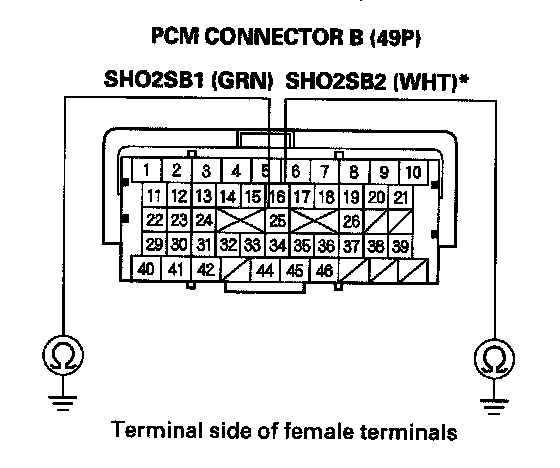 PCM CONNECTOR B (49P)
SHO2SB1 (GRN) SHO2SB2 (WHT)*
1 2 3 4 5 6 7 8 9 10
11 12 13 14 15 16 17 18 19 20 21
22 23 24 25 26
29 30 31 32 33 34 35 36 37 38 39
40 41 42 44 45 46
Ω Ω
Terminal side of female terminals